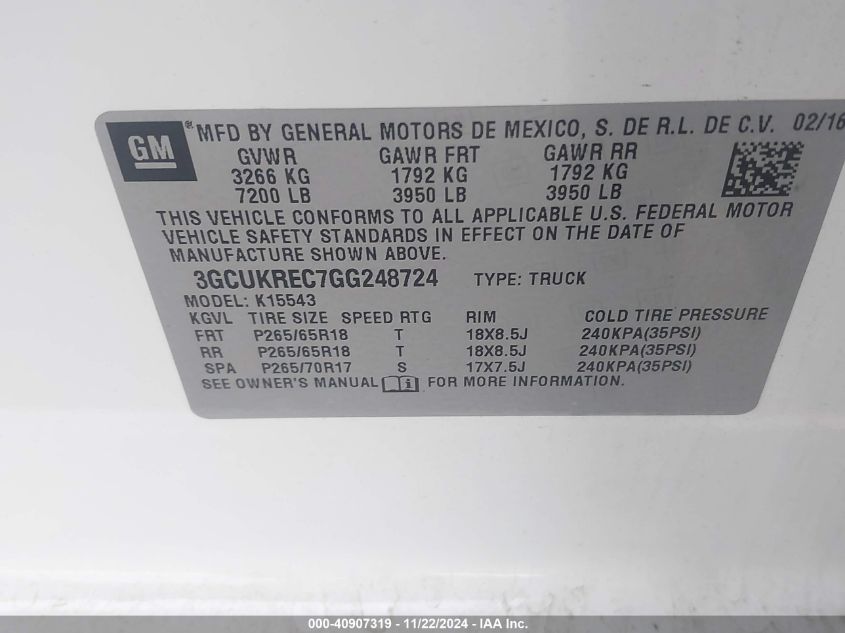 GM ® MFD BY GENERAL MOTORS DE MEXICO, S. DE R.L. DE C.V. 02/16
GVWR GAWR FRT GAWR RR
3266 KG 1792 KG 1792 KG
7200 LB 3950 LB 3950 LB
THIS VEHICLE CONFORMS TO ALL APPLICABLE U.S. FEDERAL MOTOR
VEHICLE SAFETY STANDARDS IN EFFECT ON THE DATE OF
MANUFACTURE SHOWN ABOVE.
3GCUKREC7GG248724 TYPE: TRUCK
MODEL: K15543
KGVL TIRE SIZE SPEED RTG RIM COLD TIRE PRESSURE
FRT P265/65R18 T 18X8.5J 240KPA(35PSI)
RR P265/65R18 T 18X8.5J 240KPA(35PSI)
SPA P265/70R17 S 17X7.5J 240KPA(35PSI)
SEE OWNER'S MANUAL i FOR MORE INFORMATION.
000-40907319 - 11/22/2024 - IAA Inc.